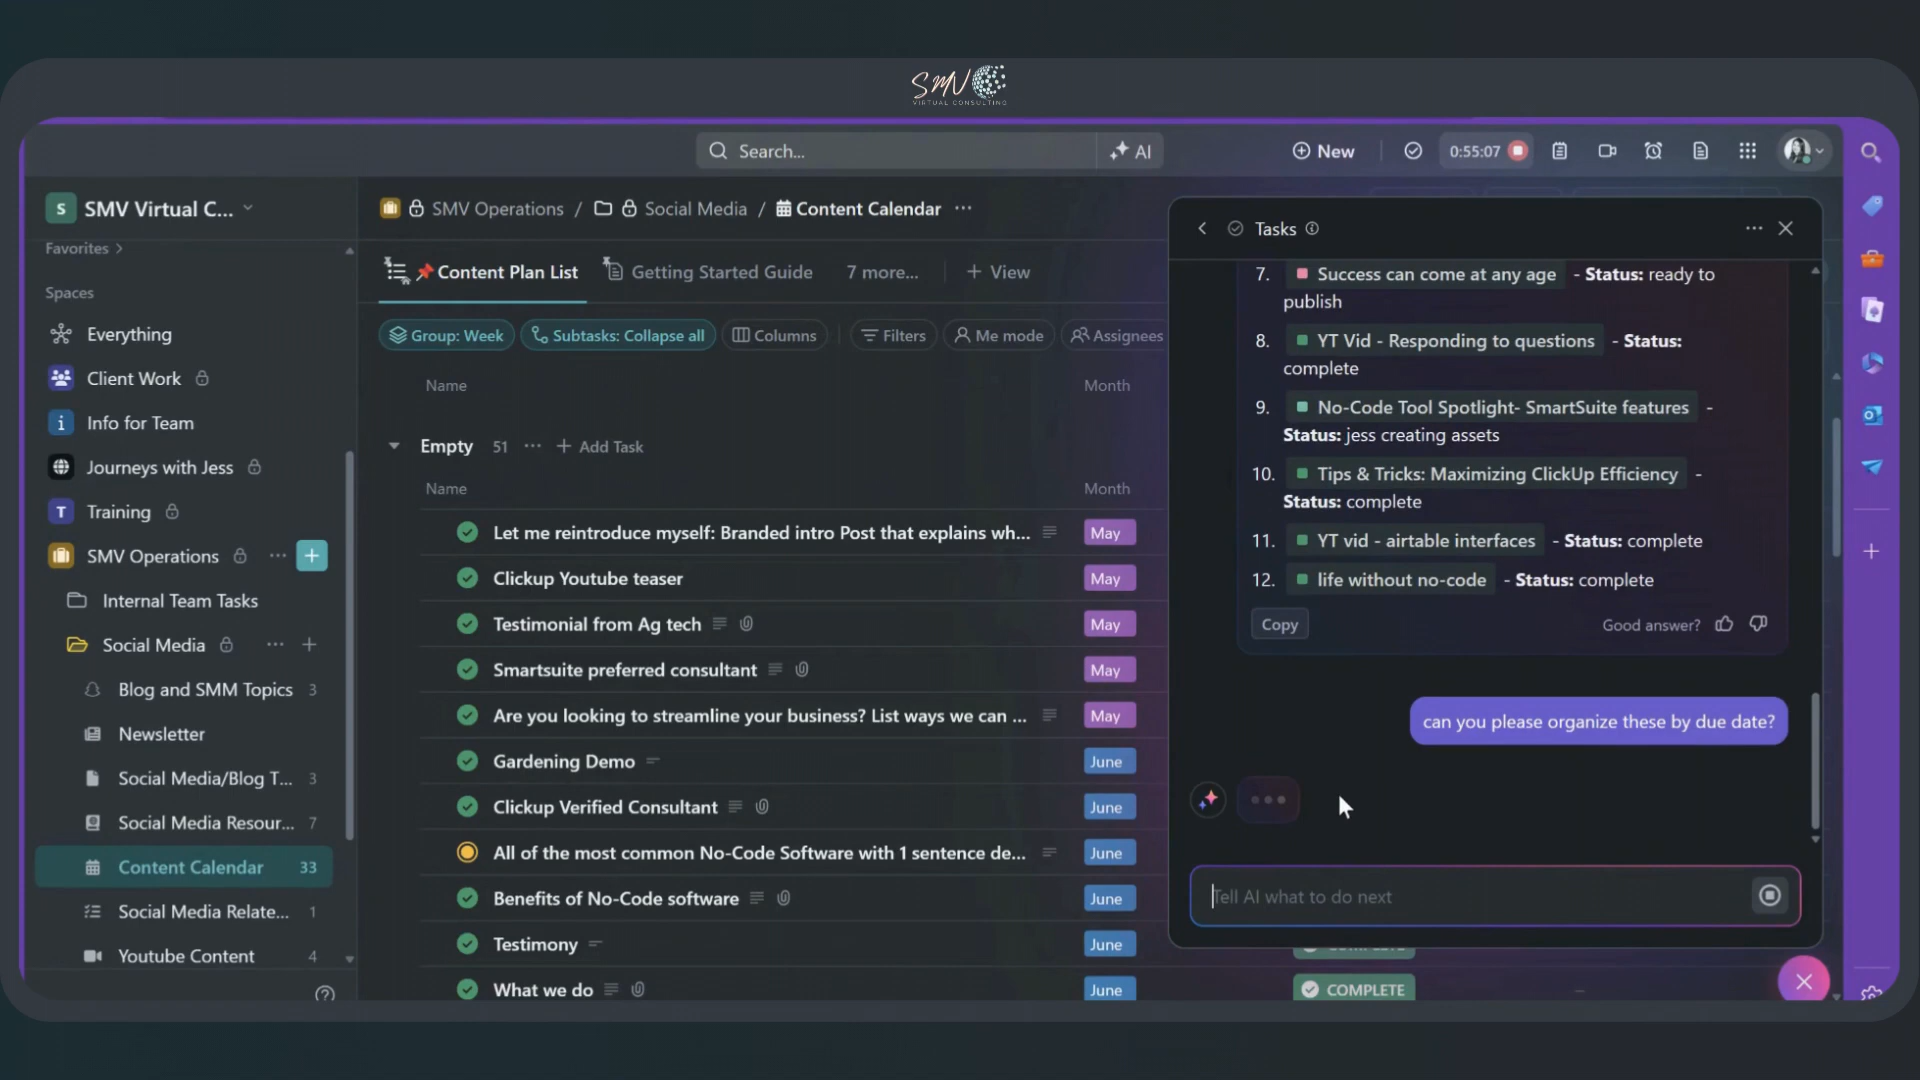 SMV
VIRTUAL CONSULTING
Search...
AI
New
0:55:07
S
SMV Virtual C...
Favorites
Spaces
Everything
Client Work
Info for Team
Journeys with Jess
T
Training
SMV Operations
Internal Team Tasks
Social Media
Blog and SMM Topics 3
Newsletter
Social Media/Blog T... 3
Social Media Resour... 7
Content Calendar 33
Social Media Relate... 1
Youtube Content 4
SMV Operations / Social Media / Content Calendar ...
Content Plan List
Getting Started Guide
7 more...
+ View
Group: Week
Subtasks: Collapse all
Columns
Filters
Me mode
Assignees
Name Month
Empty 51 ... + Add Task
Name Month
Let me reintroduce myself: Branded intro Post that explains wh... May
Clickup Youtube teaser May
Testimonial from Ag tech May
Smartsuite preferred consultant May
Are you looking to streamline your business? List ways we can ... May
Gardening Demo June
Clickup Verified Consultant June
All of the most common No-Code Software with 1 sentence de... June
Benefits of No-Code software June
Testimony June
What we do June
COMPLETE
Tasks
7. Success can come at any age - Status: ready to
publish
8. YT Vid - Responding to questions - Status:
complete
9. No-Code Tool Spotlight- SmartSuite features -
Status: jess creating assets
10. Tips & Tricks: Maximizing ClickUp Efficiency -
Status: complete
11. YT vid - airtable interfaces - Status: complete
12. life without no-code - Status: complete
Copy
Good answer?
can you please organize these by due date?
Tell AI what to do next